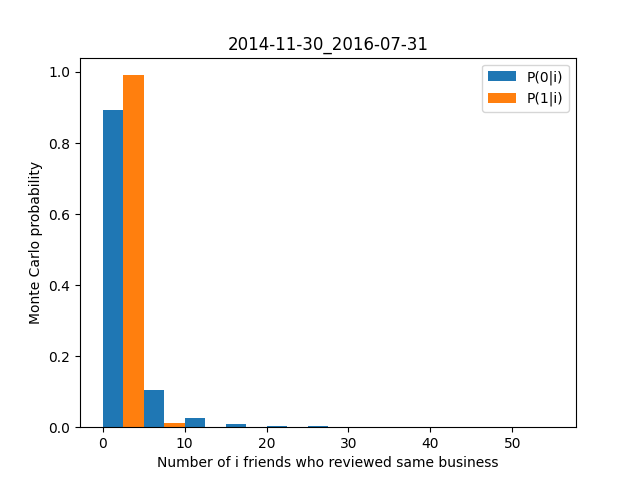 2014-11-30_2016-07-31
P(0|i)
P(1|i)
Monte Carlo probability
1.0
0.8
0.6
0.4
0.2
0.0
0 10 20 30 40 50
Number of i friends who reviewed same business